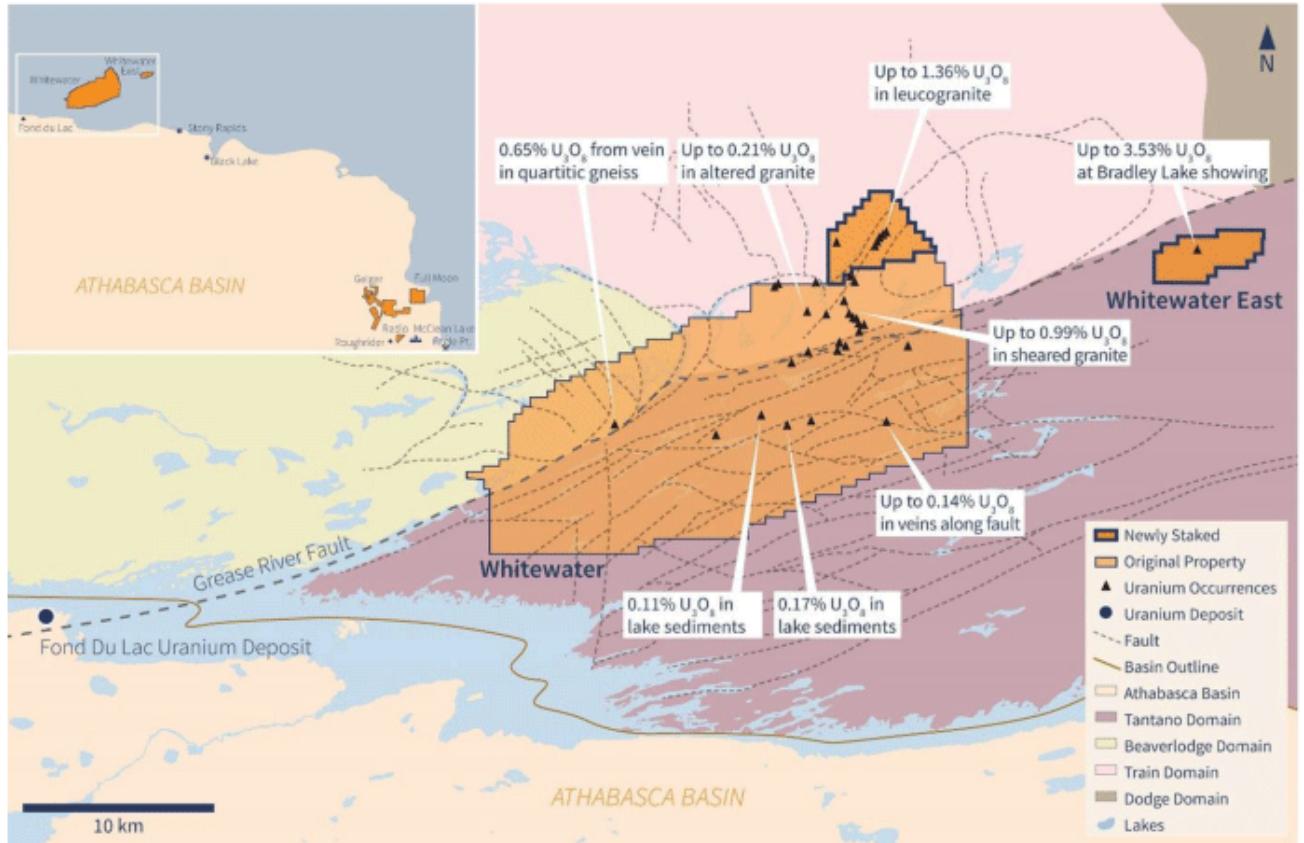 Whitewater
Whitewater
East
Fond du Lac
Stony Rapids
Black Lake
ATHABASCA BASIN
Geiger
Full Moon
Radio
McClean Lake
Roughrider
N
Up to 1.36% U₃O₈
in leucogranite
0.65% U₃O₈ from vein
in quartitic gneiss
Up to 0.21% U₃O₈
in altered granite
Up to 3.53% U₃O₈
at Bradley Lake showing
Whitewater East
Up to 0.99% U₃O₈
in sheared granite
Up to 0.14% U₃O₈
in veins along fault
Whitewater
Grease River Fault
0.11% U₃O₈ in
lake sediments
0.17% U₃O₈ in
lake sediments
Fond Du Lac Uranium Deposit
ATHABASCA BASIN
10 km
Newly Staked
Original Property
Uranium Occurrences
Uranium Deposit
Fault
Basin Outline
Athabasca Basin
Tantano Domain
Beaverlodge Domain
Train Domain
Dodge Domain
Lakes